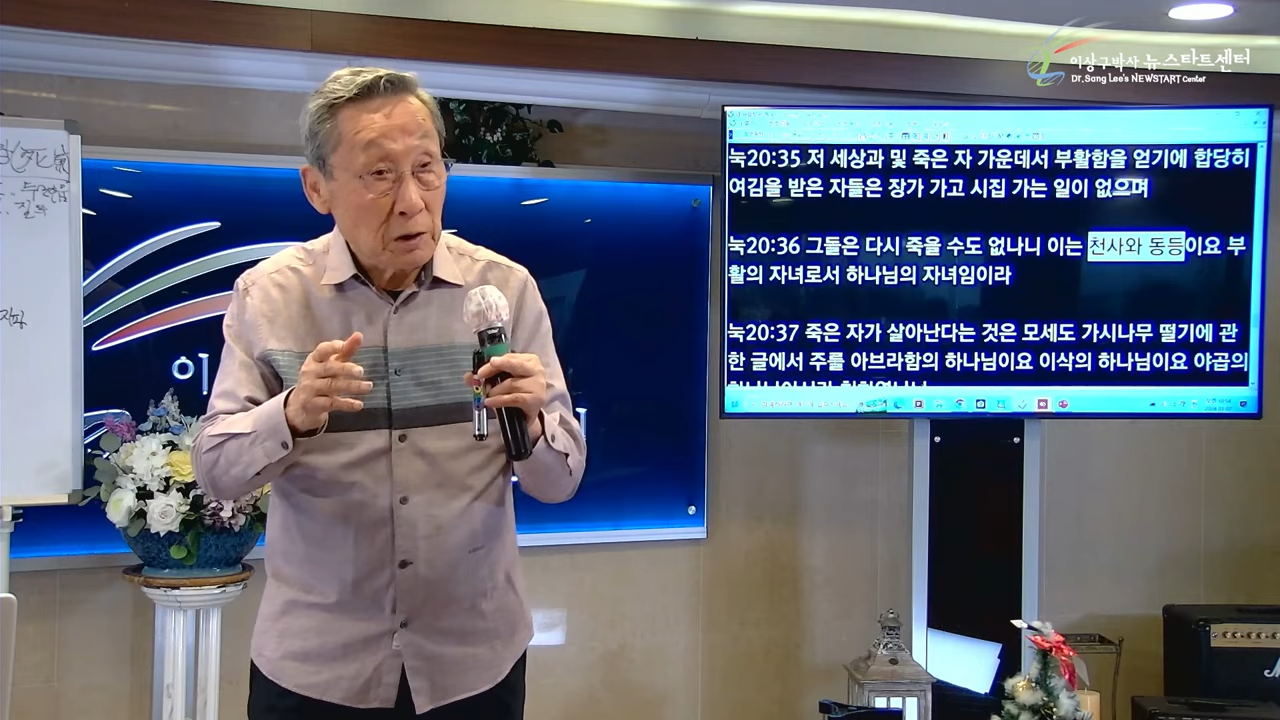 이상구박사 뉴스타트센터
Dr. Sang Lee's NEWSTART Center
눅20:35 저 세상과 및 죽은 자 가운데서 부활함을 얻기에 합당히
여김을 받은 자들은 장가 가고 시집 가는 일이 없으며
눅20:36 그들은 다시 죽을 수도 없나니 이는 천사와 동등이요 부
활의 자녀로서 하나님의 자녀임이라
눅20:37 죽은 자가 살아난다는 것은 모세도 가시나무 떨기에 관
한 글에서 주룰 아브라함의 하나님이요 이삭의 하나님이요 야곱의
이